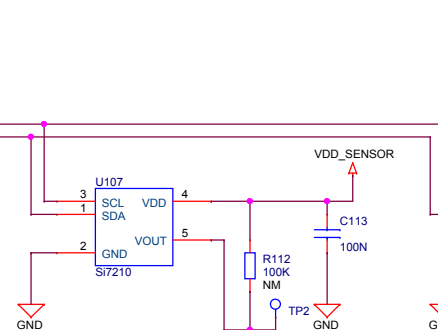 VDD_SENSOR
U107
3 SCL VDD 4
1 SDA
VOUT 5
2 GND
Si7210
C113
100N
R112
100K
NM
TP2
GND
GND
G